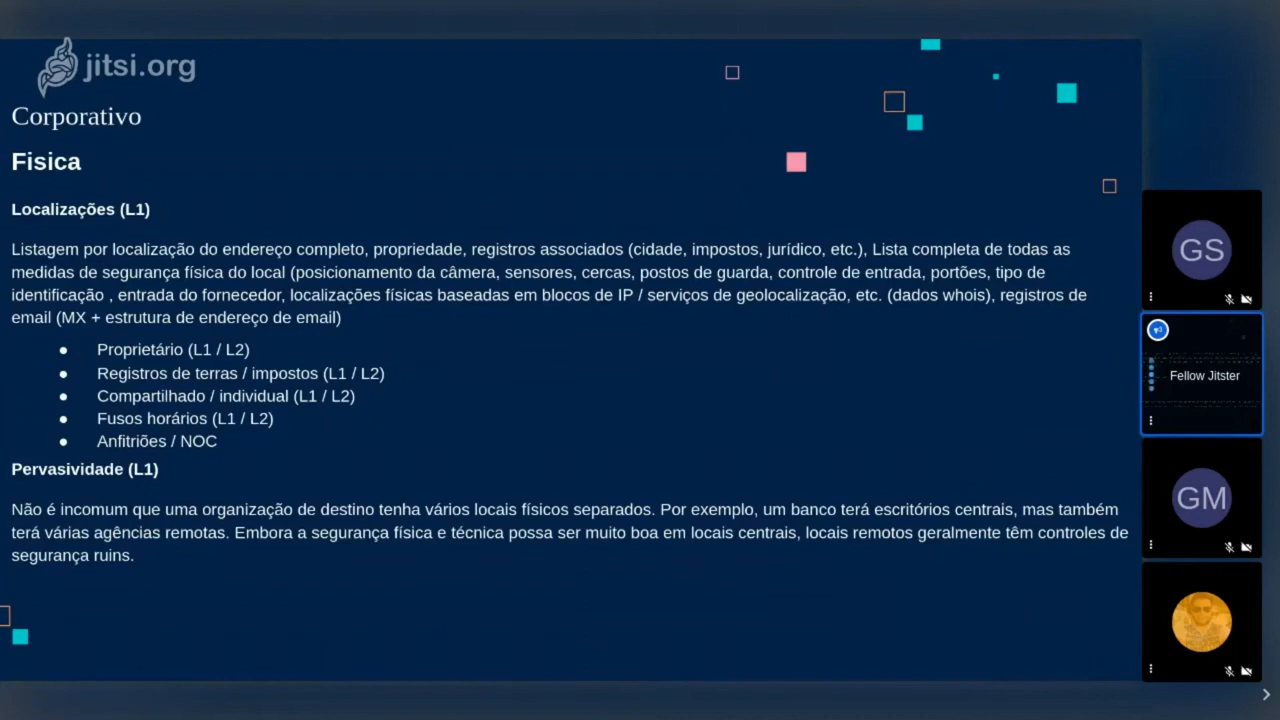 jitsi.org
Corporativo
Fisica
Localizações (L1)
Listagem por localização do endereço completo, propriedade, registros associados (cidade, impostos, jurídico, etc.), Lista completa de todas as
medidas de segurança física do local (posicionamento da câmera, sensores, cercas, postos de guarda, controle de entrada, portões, tipo de
identificação , entrada do fornecedor, localizações físicas baseadas em blocos de IP / serviços de geolocalização, etc. (dados whois), registros de
email (MX + estrutura de endereço de email)
● Proprietário (L1 / L2)
● Registros de terras / impostos (L1 / L2)
● Compartilhado / individual (L1 / L2)
● Fusos horários (L1 / L2)
● Anfitriões / NOC
Pervasividade (L1)
Não é incomum que uma organização de destino tenha vários locais físicos separados. Por exemplo, um banco terá escritórios centrais, mas também
terá várias agências remotas. Embora a segurança física e técnica possa ser muito boa em locais centrais, locais remotos geralmente têm controles de
segurança ruins.
GS
Fellow Jitster
GM